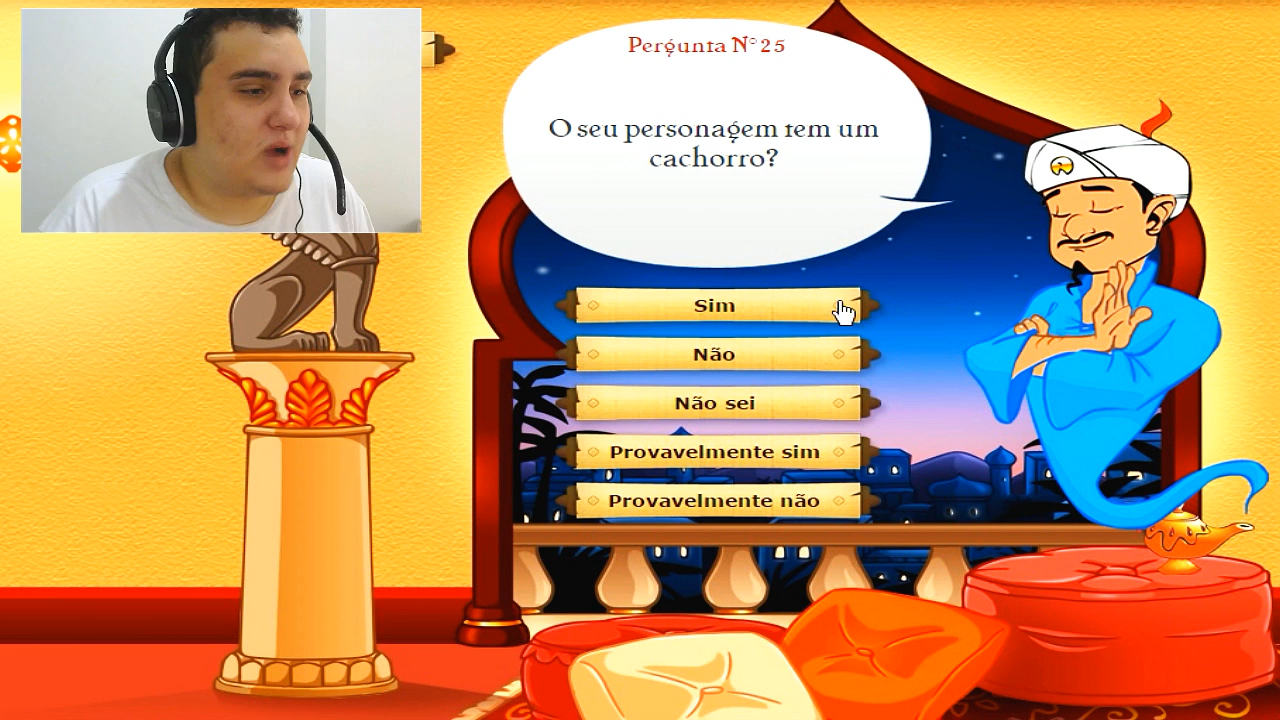 Pergunta N° 25
O seu personagem tem um
cachorro?
Sim
Não
Não sei
Provavelmente sim
Provavelmente não